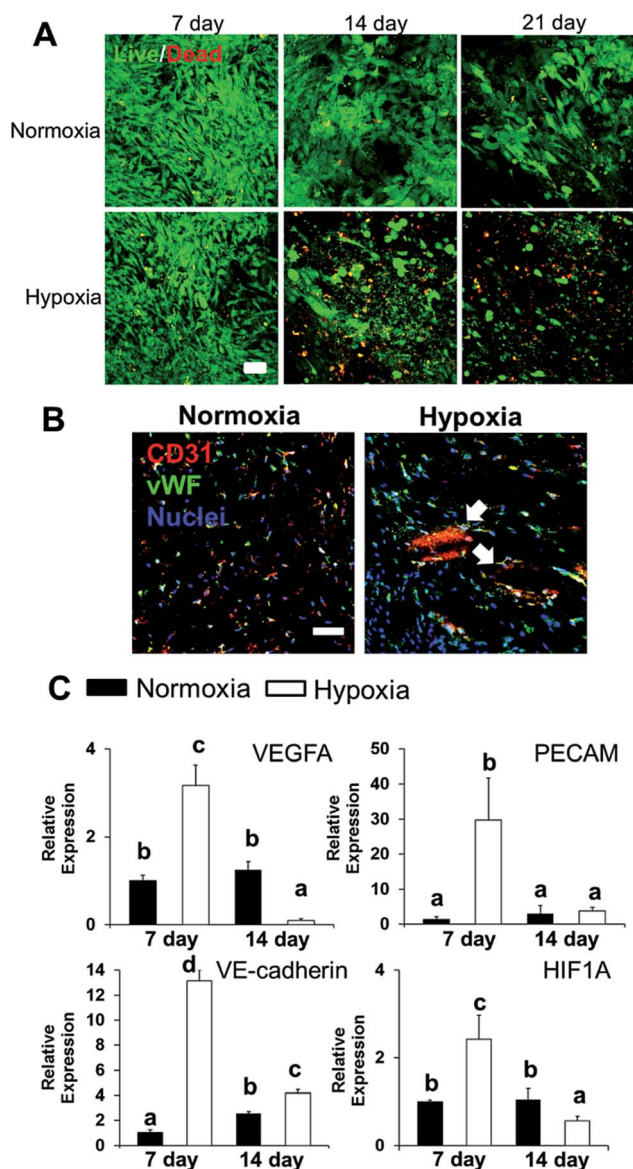 A
7 day 14 day 21 day
Live/Dead
Normoxia
Hypoxia
B
Normoxia Hypoxia
CD31
vWF
Nuclei
C
Normoxia Hypoxia
VEGFA
Relative
Expression
4
2
0
b
c
b
a
7 day 14 day
PECAM
Relative
Expression
50
40
30
20
10
0
a
b
a
a
7 day 14 day
VE-cadherin
Relative
Expression
14
12
10
8
6
4
2
0
a
d
b
c
7 day 14 day
HIF1A
Relative
Expression
4
2
0
b
c
b
a
7 day 14 day